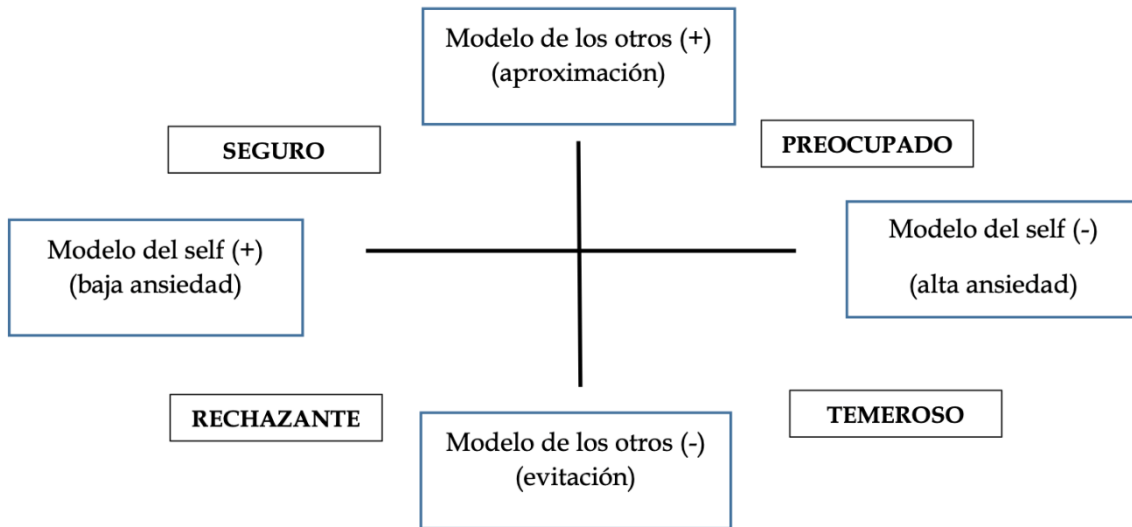 Modelo de los otros (+)
(aproximación)
SEGURO
PREOCUPADO
Modelo del self (+)
(baja ansiedad)
Modelo del self (-)
(alta ansiedad)
RECHAZANTE
TEMEROSO
Modelo de los otros (-)
(evitación)